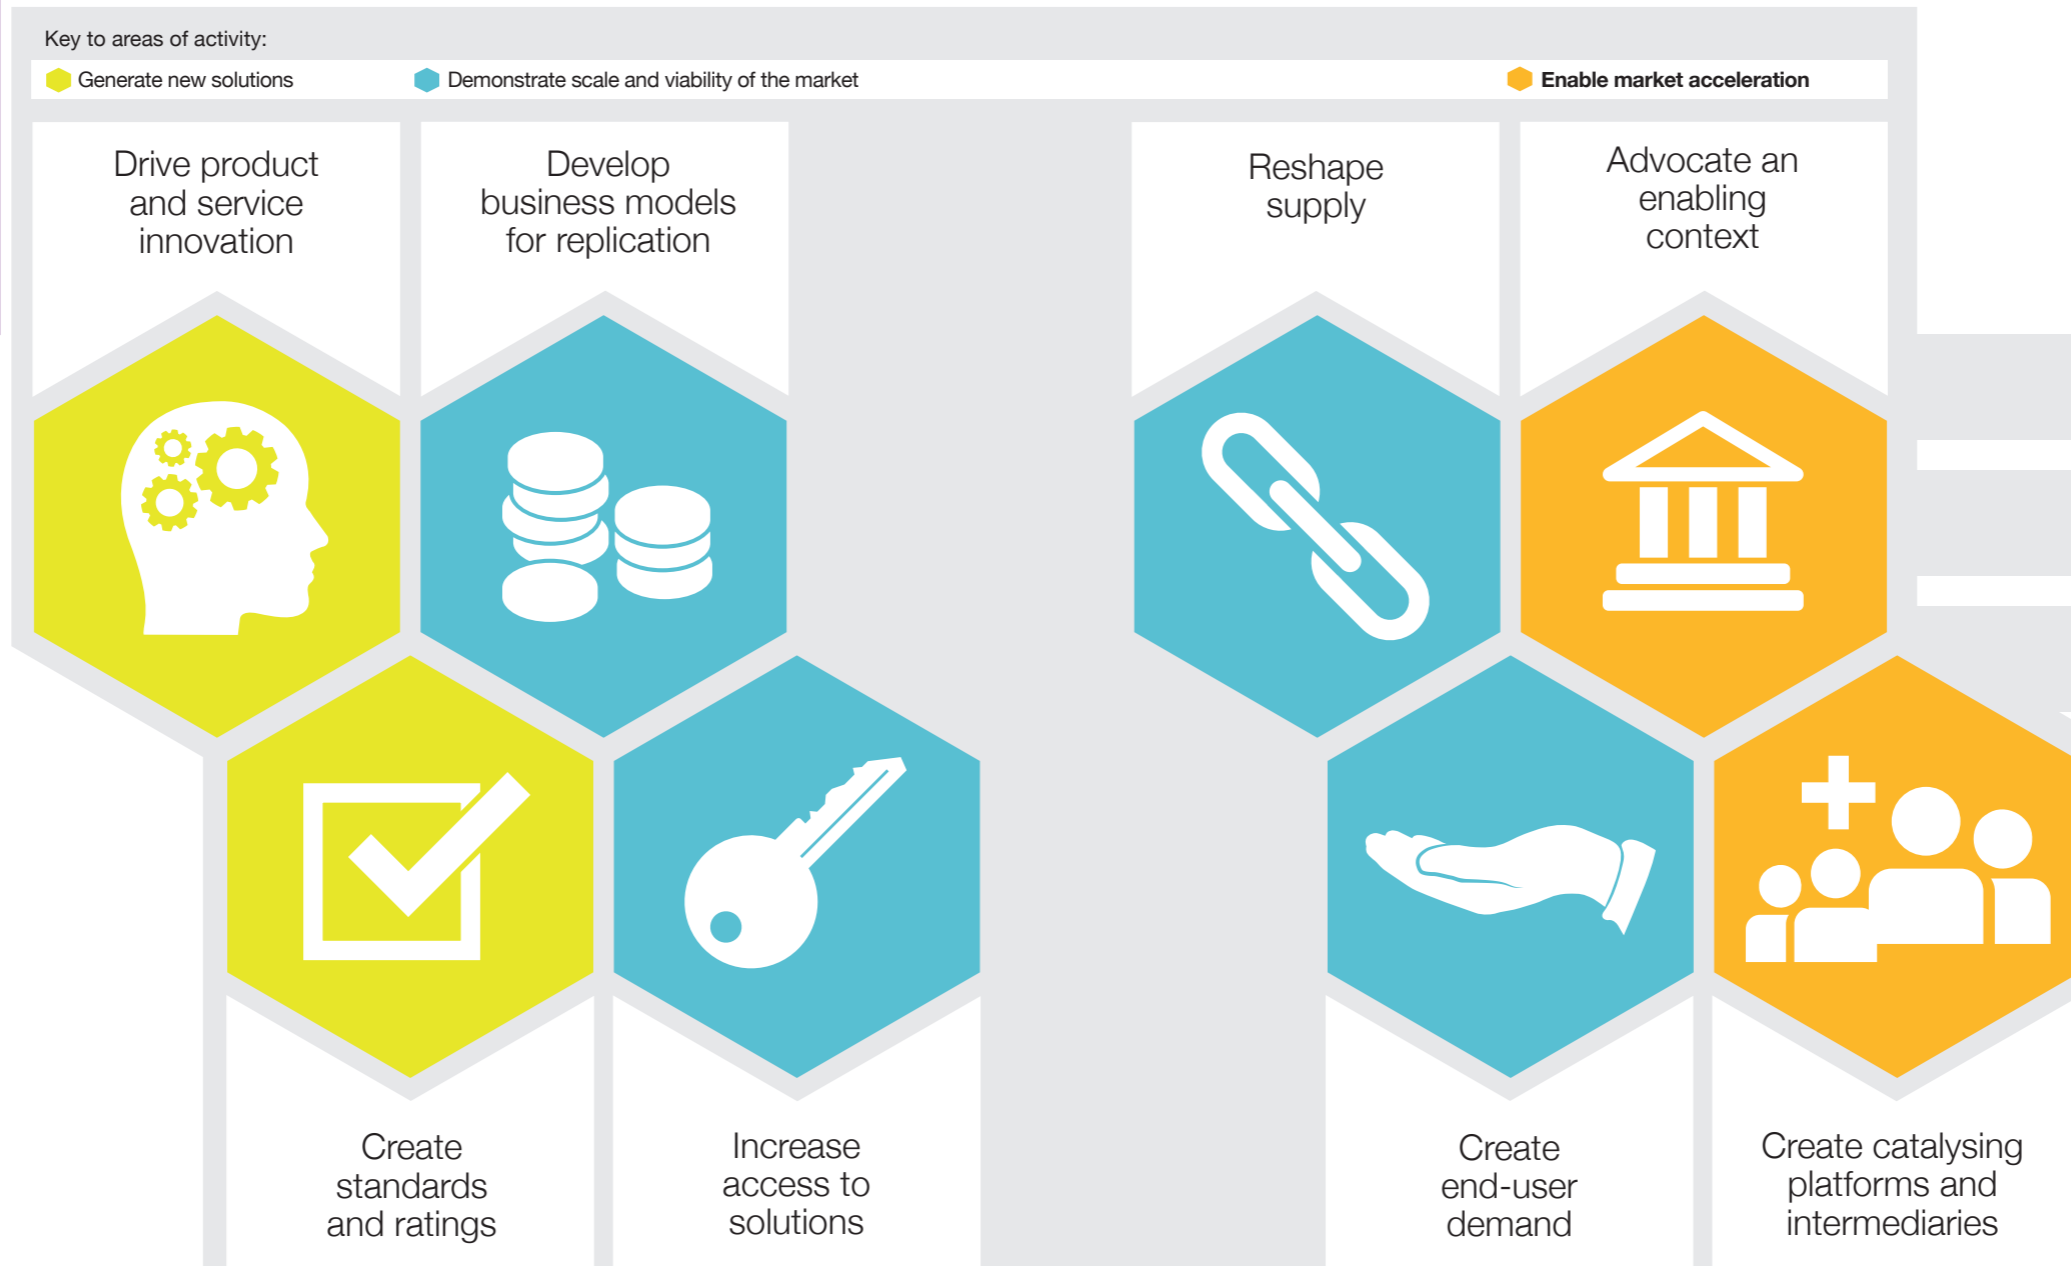 Key to areas of activity:
Generate new solutions
Demonstrate scale and viability of the market
Enable market acceleration
Drive product
and service
innovation
Develop
business models
for replication
Reshape
supply
Advocate an
enabling
context
Create
standards
and ratings
Increase
access to
solutions
Create
end-user
demand
Create catalysing
platforms and
intermediaries